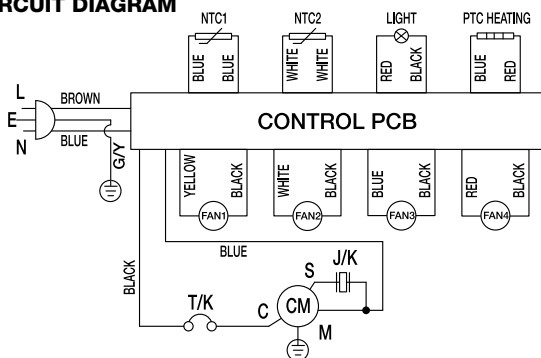 RCUIT DIAGRAM
NTC1 NTC2 LIGHT PTC HEATING
BLUE BLUE WHITE WHITE RED BLACK BLUE RED
L BROWN
E
N BLUE
G/Y
CONTROL PCB
YELLOW BLACK WHITE BLACK BLUE BLACK RED BLACK
FAN1 FAN2 FAN3 FAN4
BLACK
BLUE
S J/K
T/K C CM
M